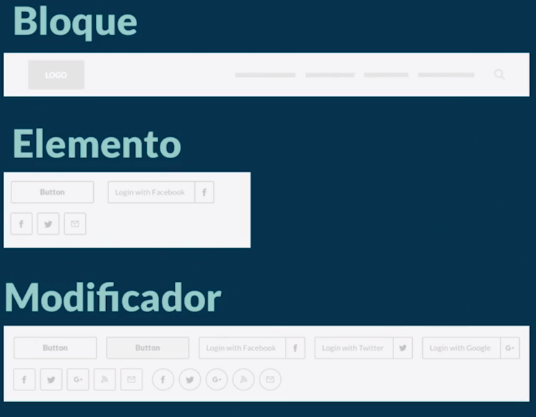 Bloque
LOGO
Elemento
Button
Login with Facebook f
f
Modificador
Button Button Login with Facebook f Login with Twitter Login with Google G+
f G+ f G+